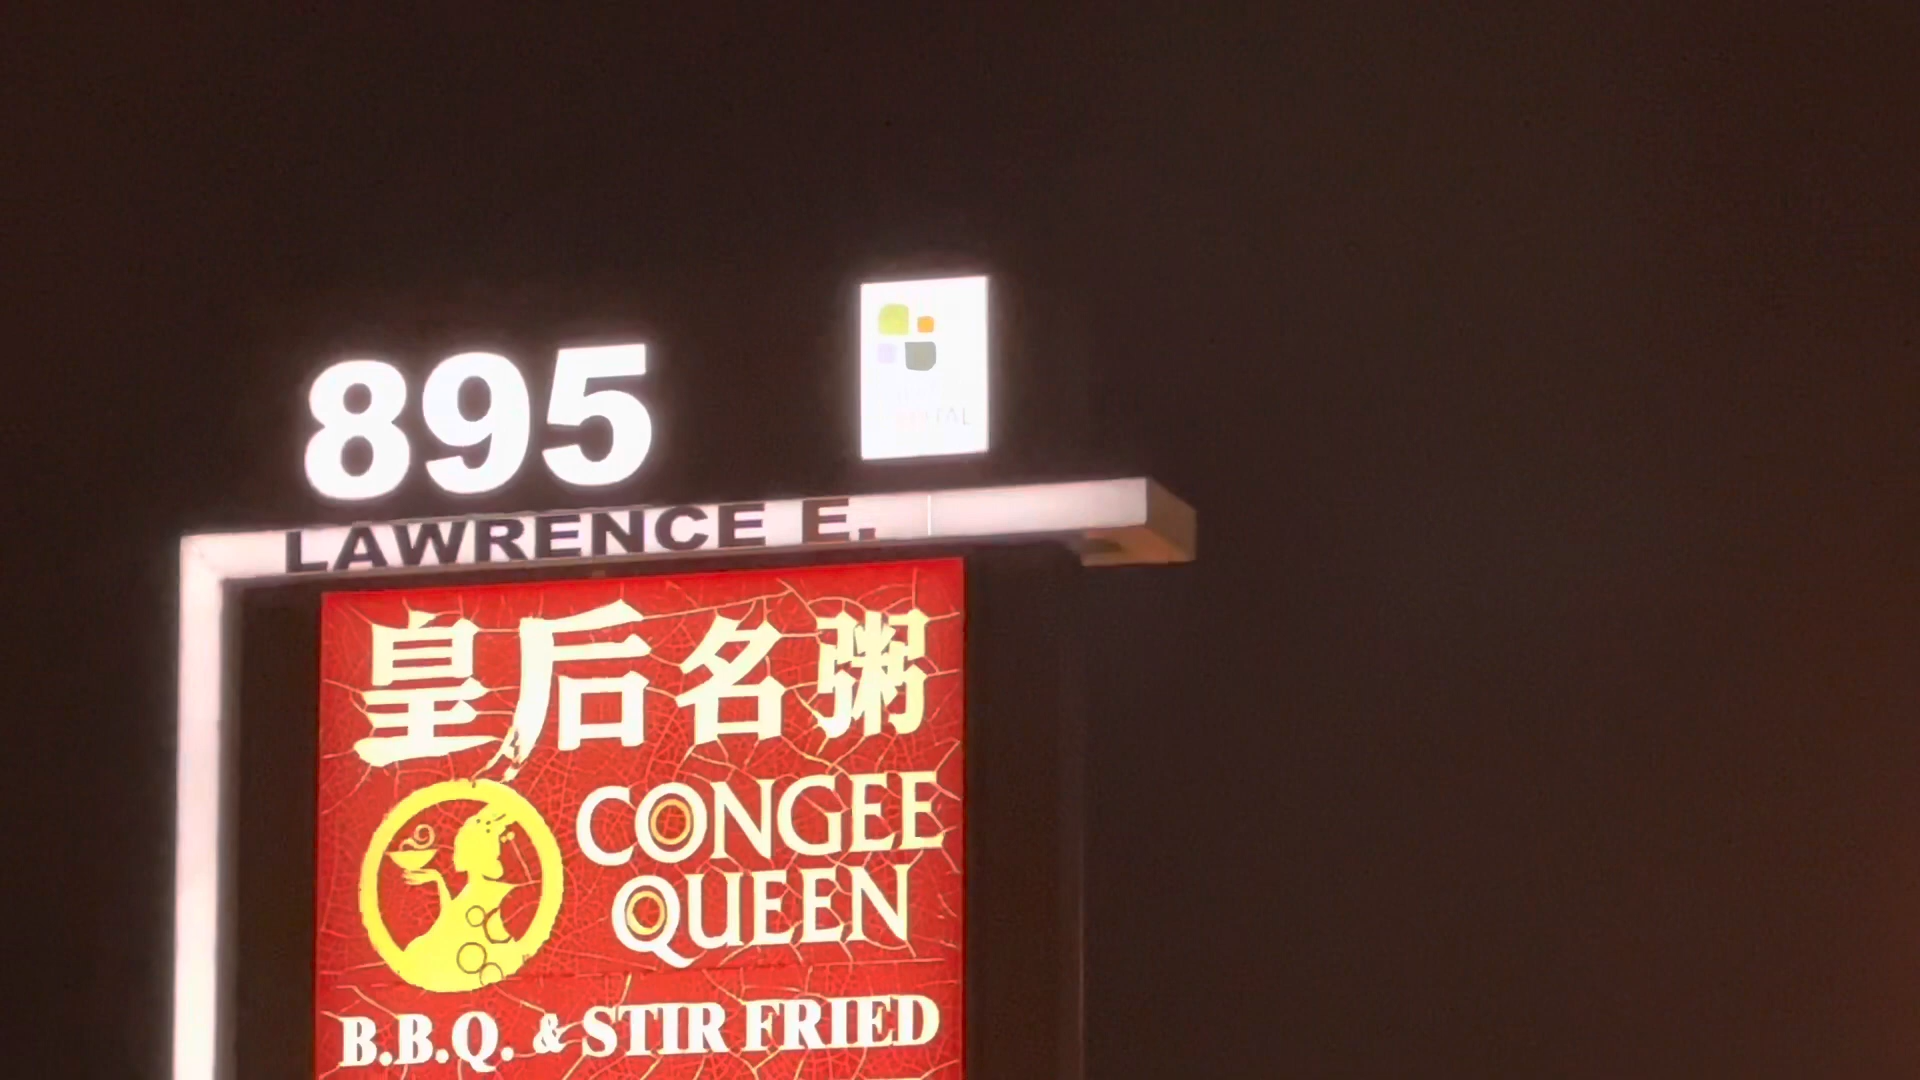 895
LAWRENCE E.
皇后名粥
CONGEE
QUEEN
B.B.Q. & STIR FRIED